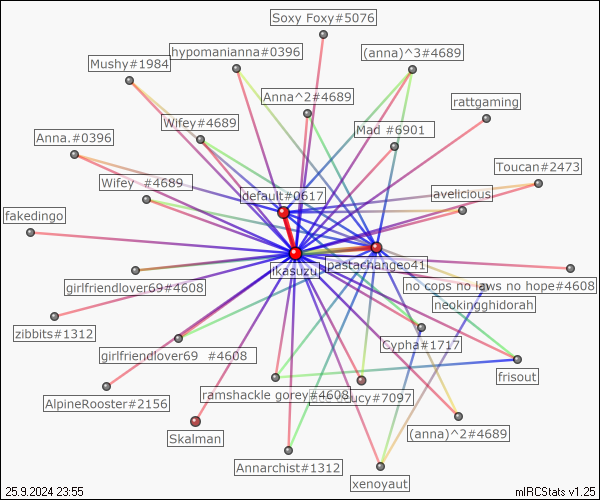 Soxy Foxy#5076
hypomanianna#0396
(anna)^3#4689
Mushy#1984
Anna^2#4689
rattgaming
Wifey#4689
Mad #6901
Anna.#0396
Toucan#2473
Wifey #4689
default#0617
avelicious
fakedingo
ikasuzu
pastachangeo41
girlfriendlover69#4608
no cops no laws no hope#4608
neokingghidorah
zibbits#1312
Cypha#1717
girlfriendlover69 #4608
frisout
ramshackle gorey#4608
#7097
AlpineRooster#2156
Skalman
(anna)^2#4689
Annarchist#1312
xenoyaut
25.9.2024 23:55
mIRCStats v1.25